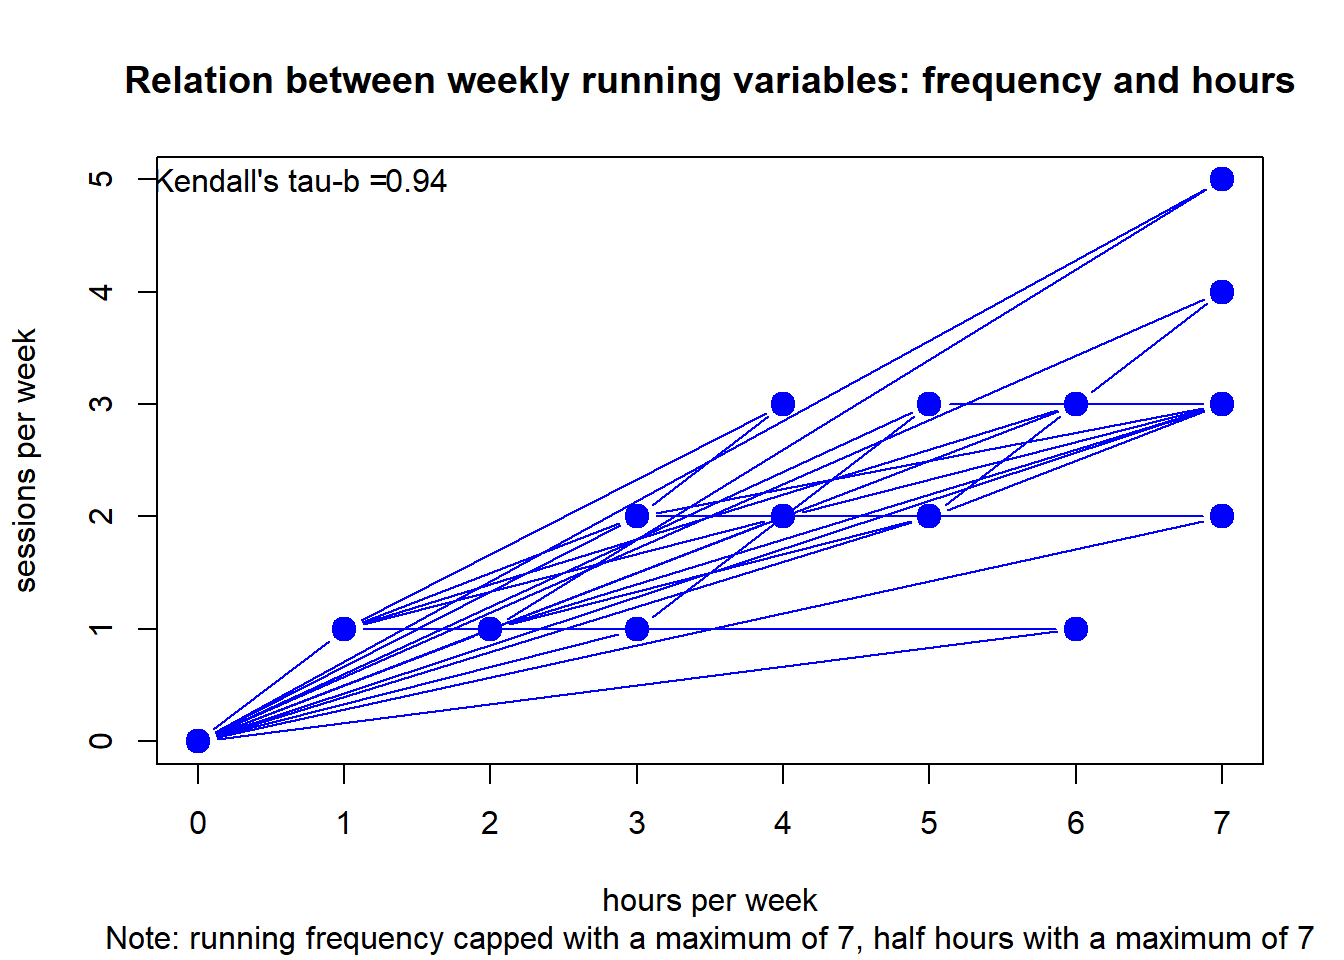 Relation between weekly running variables: frequency and hours
Kendall's tau-b =0.94
sessions per week
5
4
3
2
1
0
0 1 2 3 4 5 6 7
hours per week
Note: running frequency capped with a maximum of 7, half hours with a maximum of 7